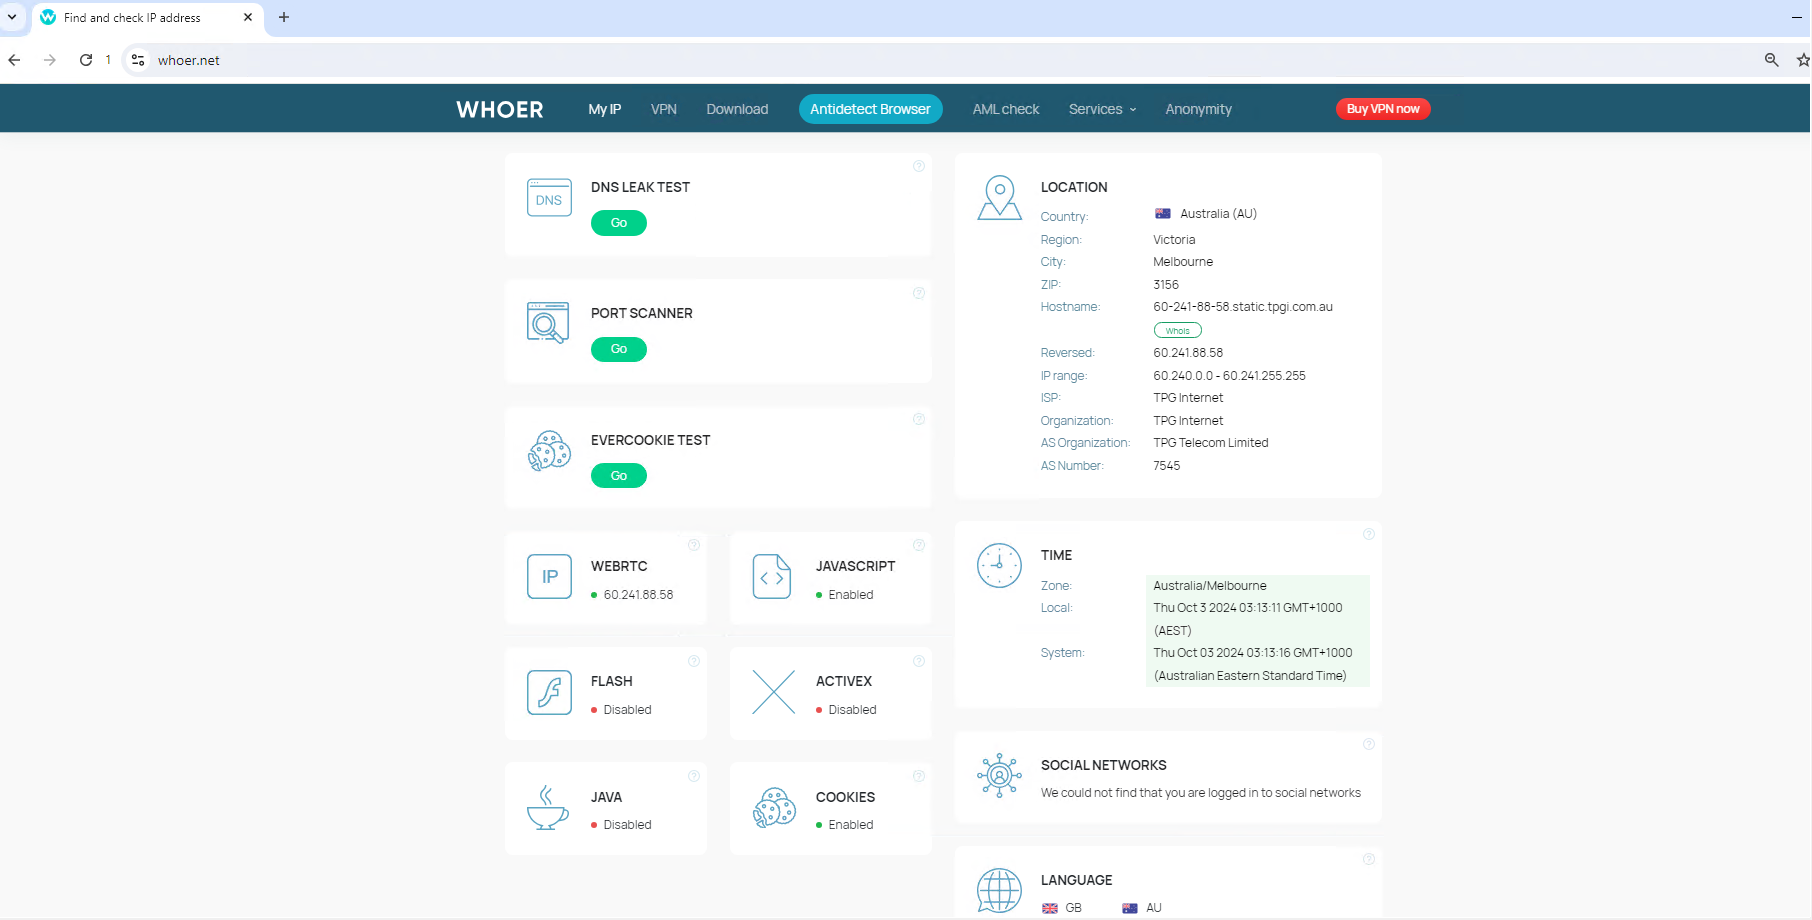 Find and check IP address
1
whoer.net
WHOER
My IP
VPN
Download
Antidetect Browser
AML check
Services
Anonymity
Buy VPN now
DNS
DNS LEAK TEST
Go
PORT SCANNER
Go
EVERCOOKIE TEST
Go
IP
WEBRTC
60.241.88.58
JAVASCRIPT
Enabled
FLASH
Disabled
ACTIVEX
Disabled
JAVA
Disabled
COOKIES
Enabled
LOCATION
Country: Australia (AU)
Region: Victoria
City: Melbourne
ZIP: 3156
Hostname: 60-241-88-58.static.tpgi.com.au
Whois
Reversed: 60.241.88.58
IP range: 60.240.0.0 - 60.241.255.255
ISP: TPG Internet
Organization: TPG Internet
AS Organization: TPG Telecom Limited
AS Number: 7545
TIME
Zone: Australia/Melbourne
Local: Thu Oct 3 2024 03:13:11 GMT+1000
(AEST)
System: Thu Oct 03 2024 03:13:16 GMT+1000
(Australian Eastern Standard Time)
SOCIAL NETWORKS
We could not find that you are logged in to social networks
LANGUAGE
GB AU